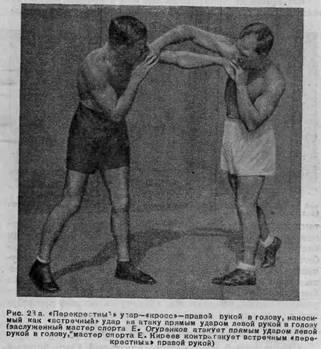 Рис. 21а. «Перекрестный» удар—«кросс»—правой рукой в голову, наноси-
мый как «встречный» удар на атаку прямым ударом левой рукой в голову
(заслуженный мастер спорта Е. Огуренков атакует прямым ударом левой
рукой в голову, мастер спорта Е. Киреев контратакует встречным «пере-
крестным» правой рукой)